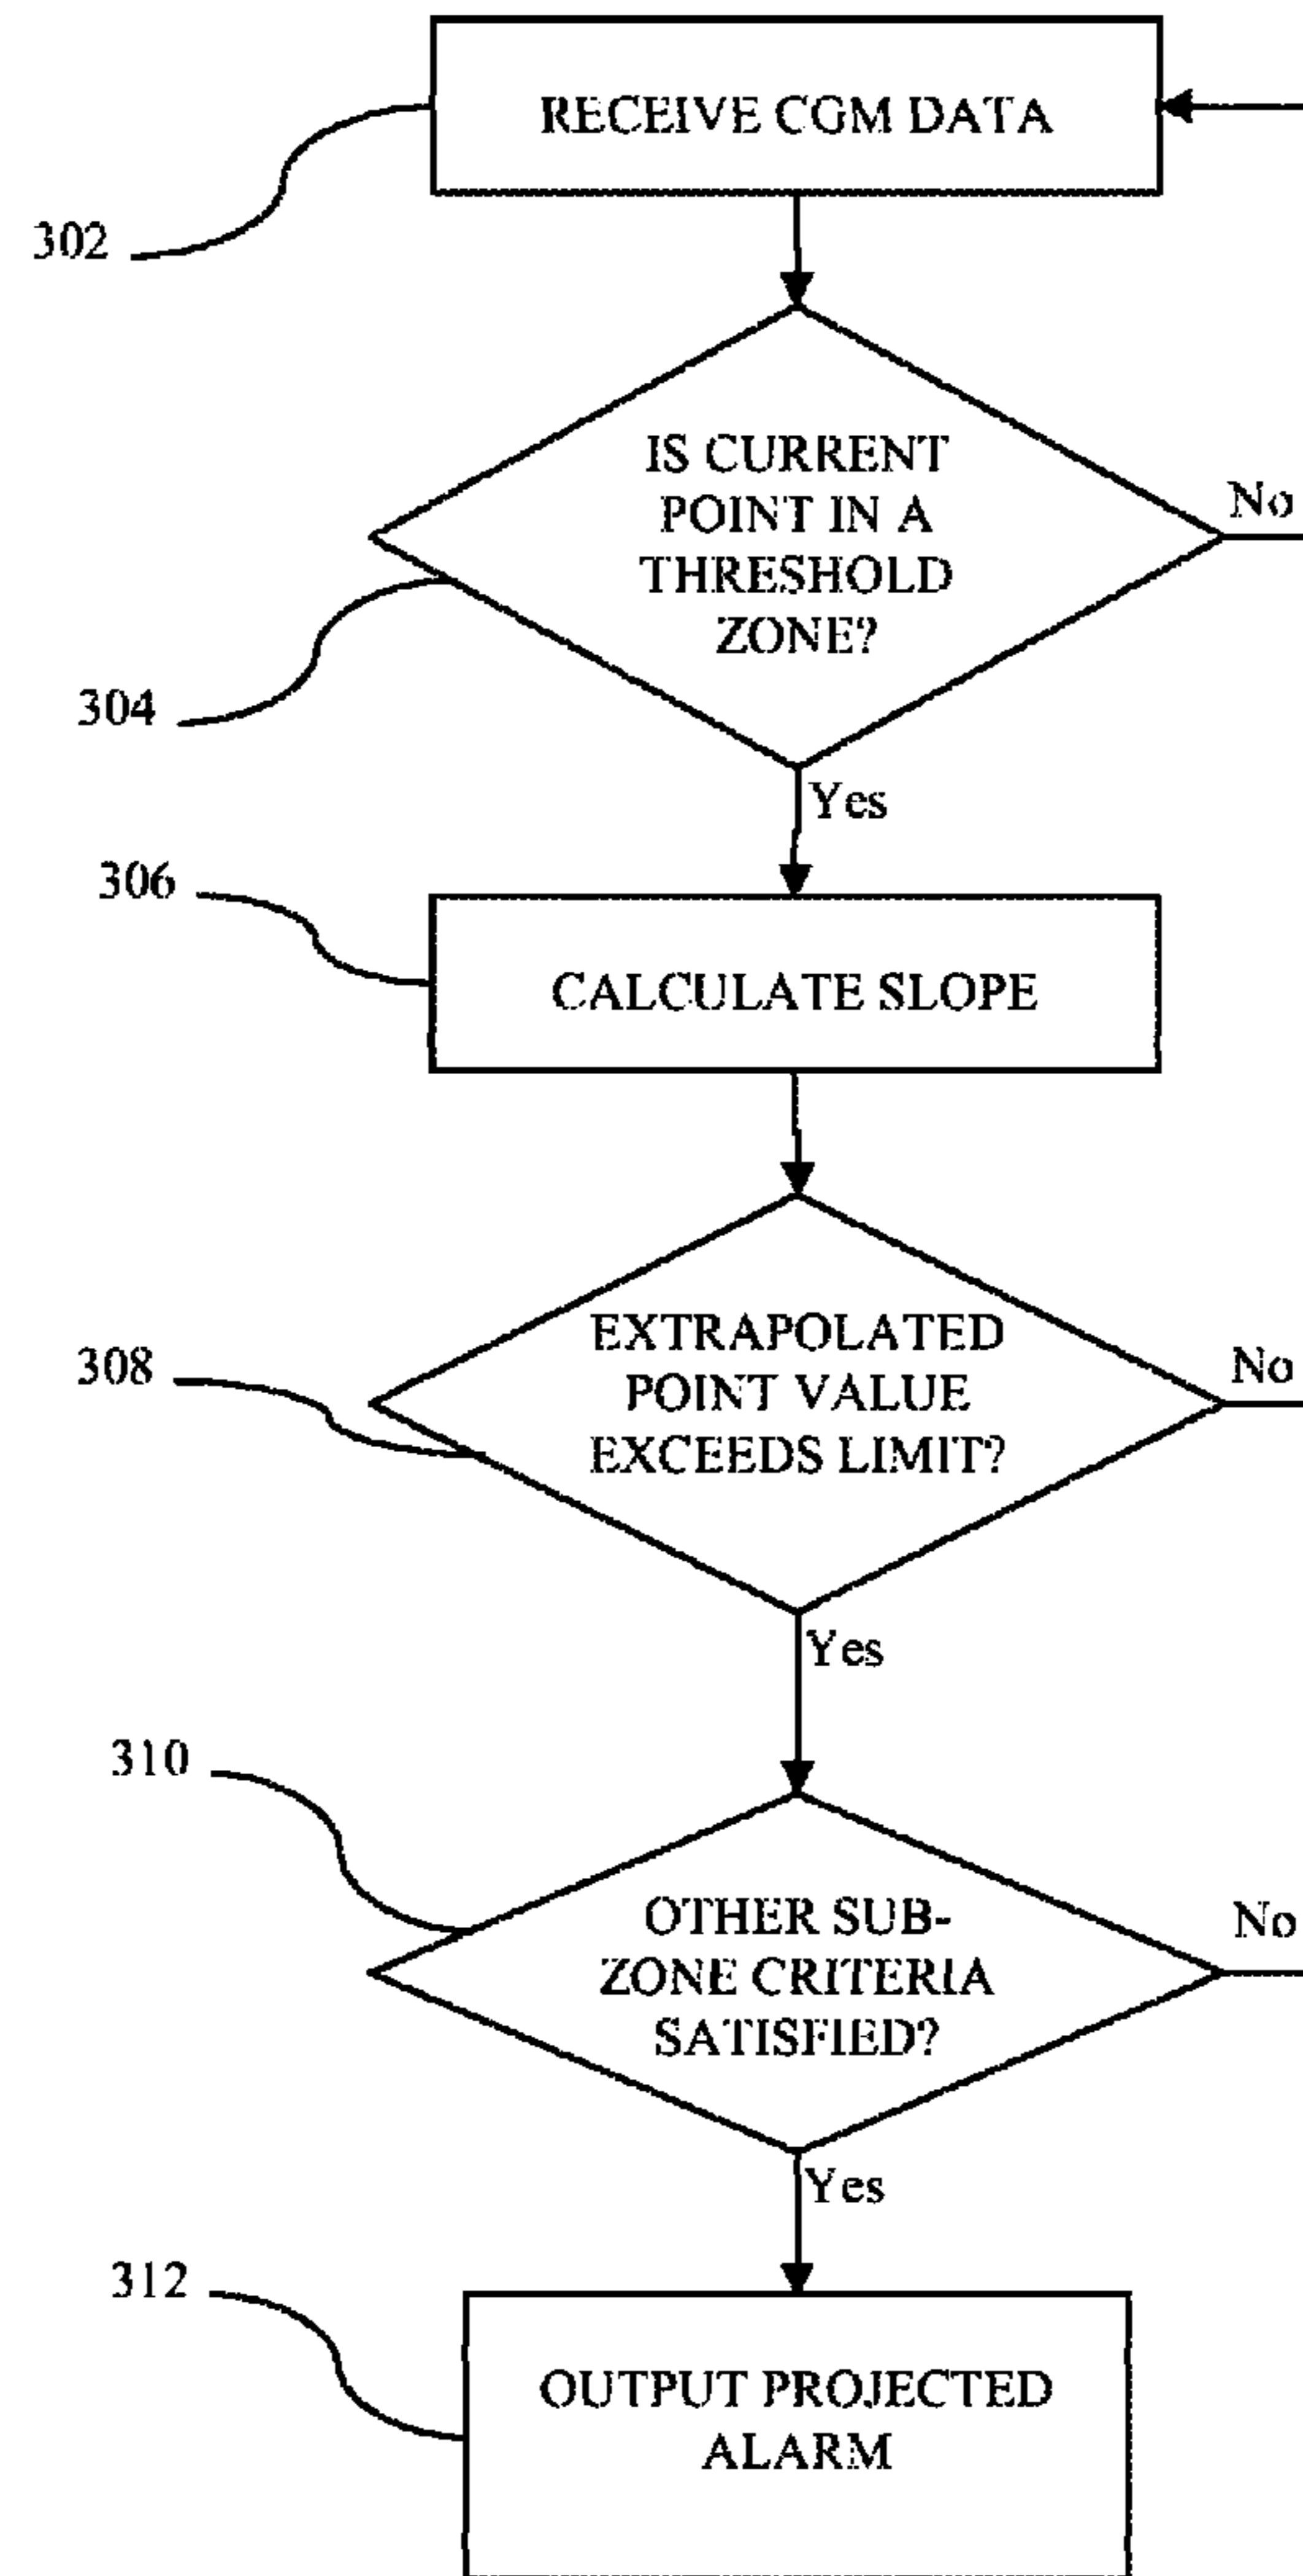 RECEIVE CGM DATA
302
IS CURRENT
POINT IN A
THRESHOLD
ZONE?
No
304
Yes
306
CALCULATE SLOPE
308
EXTRAPOLATED
POINT VALUE
EXCEEDS LIMIT?
No
Yes
310
OTHER SUB-
ZONE CRITERIA
SATISFIED?
No
Yes
312
OUTPUT PROJECTED
ALARM